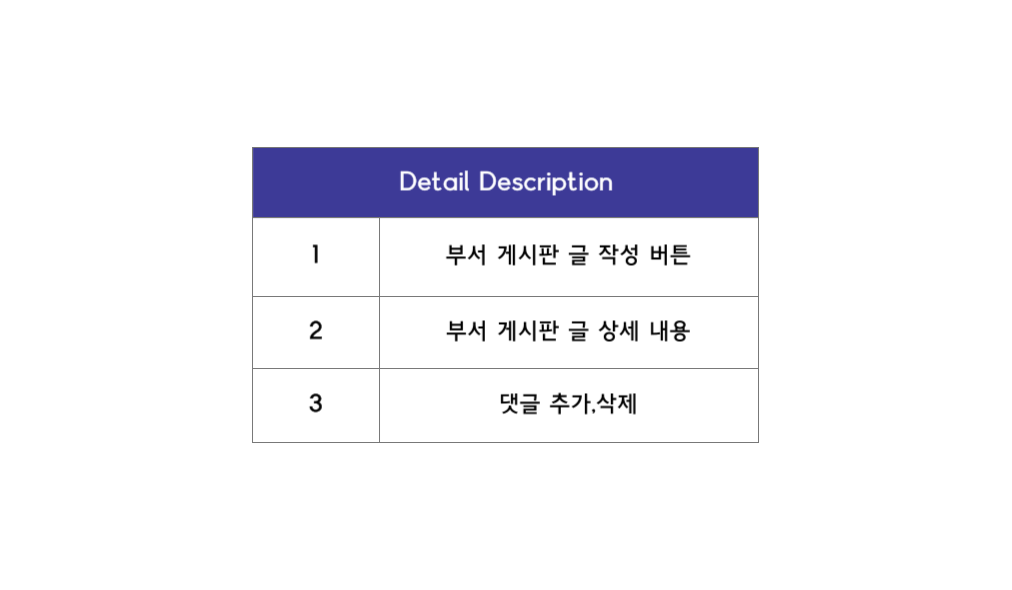 Detail Description
1 부서 게시판 글 작성 버튼
2 부서 게시판 글 상세 내용
3 댓글 추가,삭제